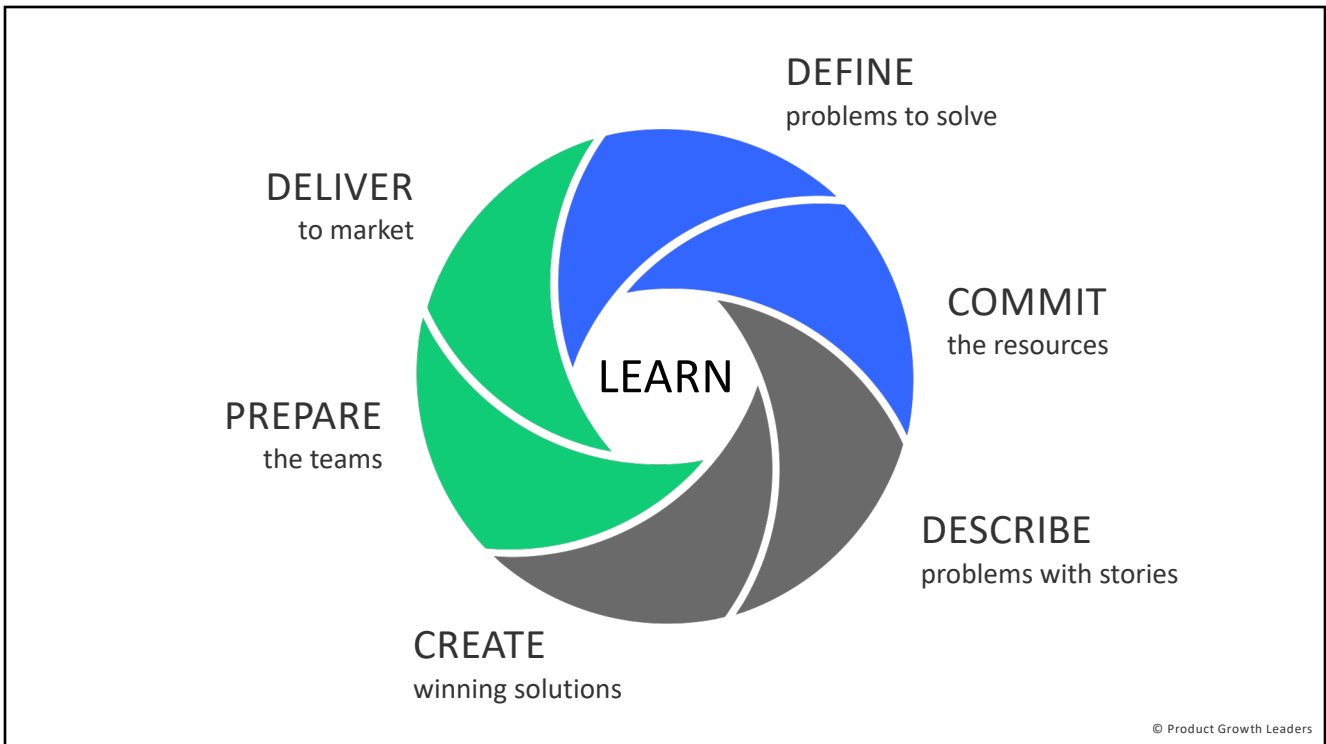 DEFINE
problems to solve
COMMIT
the resources
DESCRIBE
problems with stories
CREATE
winning solutions
PREPARE
the teams
DELIVER
to market
LEARN
© Product Growth Leaders